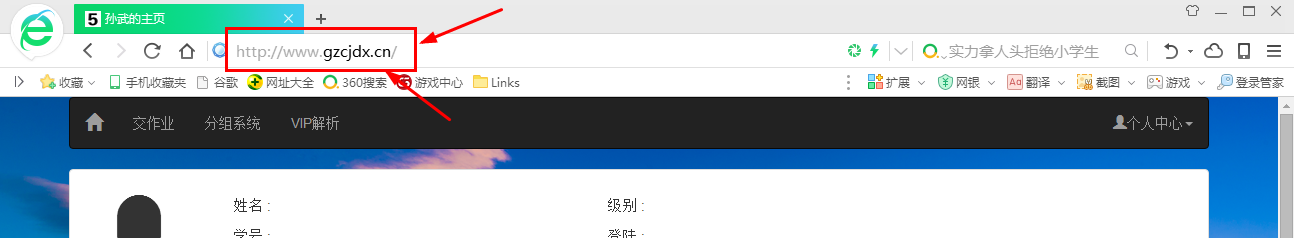 5 孙武的主页
http://www.gzcjdx.cn/
实力拿人头拒绝小学生
收藏 手机收藏夹 谷歌 网址大全 360搜索 游戏中心 Links 扩展 网银 Aa 翻译 截图 游戏 登录管家
交作业 分组系统 VIP解析 个人中心
姓名： 级别：
学号： 登陆：